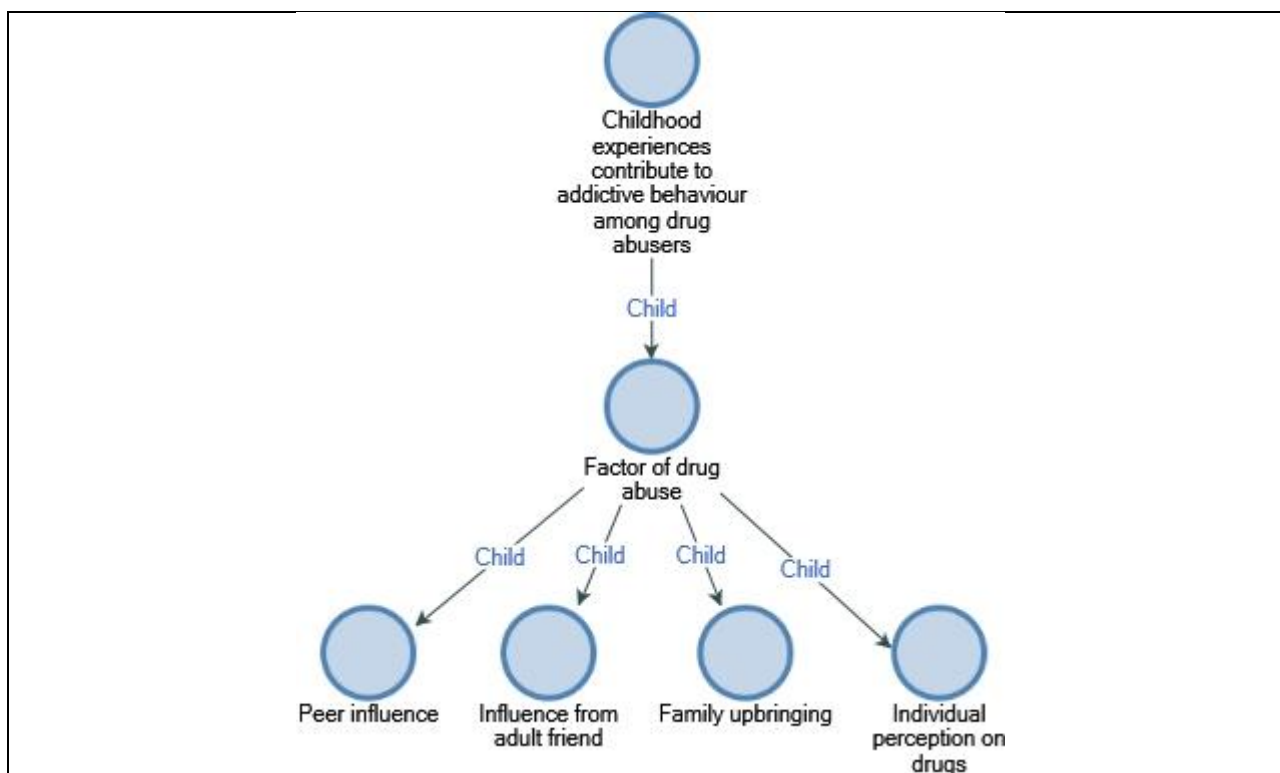 Childhood
experiences
contribute to
addictive behaviour
among drug
abusers
Child
Factor of drug
abuse
Child
Child
Child
Child
Peer influence
Influence from
adult friend
Family upbringing
Individual
perception on
drugs